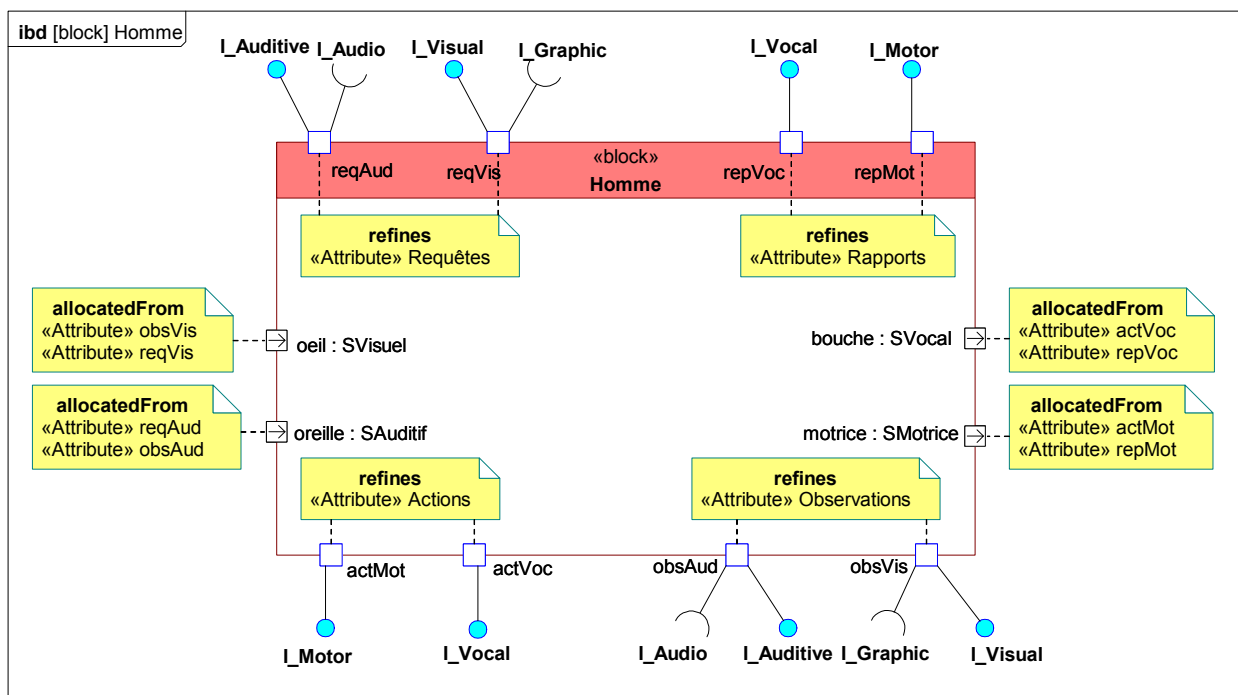 ibd [block] Homme
I_Auditive
I_Audio
I_Visual
I_Graphic
I_Vocal
I_Motor
«block»
Homme
reqAud
reqVis
repVoc
repMot
refines
«Attribute» Requêtes
refines
«Attribute» Rapports
allocatedFrom
«Attribute» obsVis
«Attribute» reqVis
oeil : SVisuel
bouche : SVocal
allocatedFrom
«Attribute» actVoc
«Attribute» repVoc
allocatedFrom
«Attribute» reqAud
«Attribute» obsAud
oreille : SAuditif
motrice : SMotrice
allocatedFrom
«Attribute» actMot
«Attribute» repMot
refines
«Attribute» Actions
refines
«Attribute» Observations
actMot
actVoc
obsAud
obsVis
I_Motor
I_Vocal
I_Audio
I_Auditive
I_Graphic
I_Visual